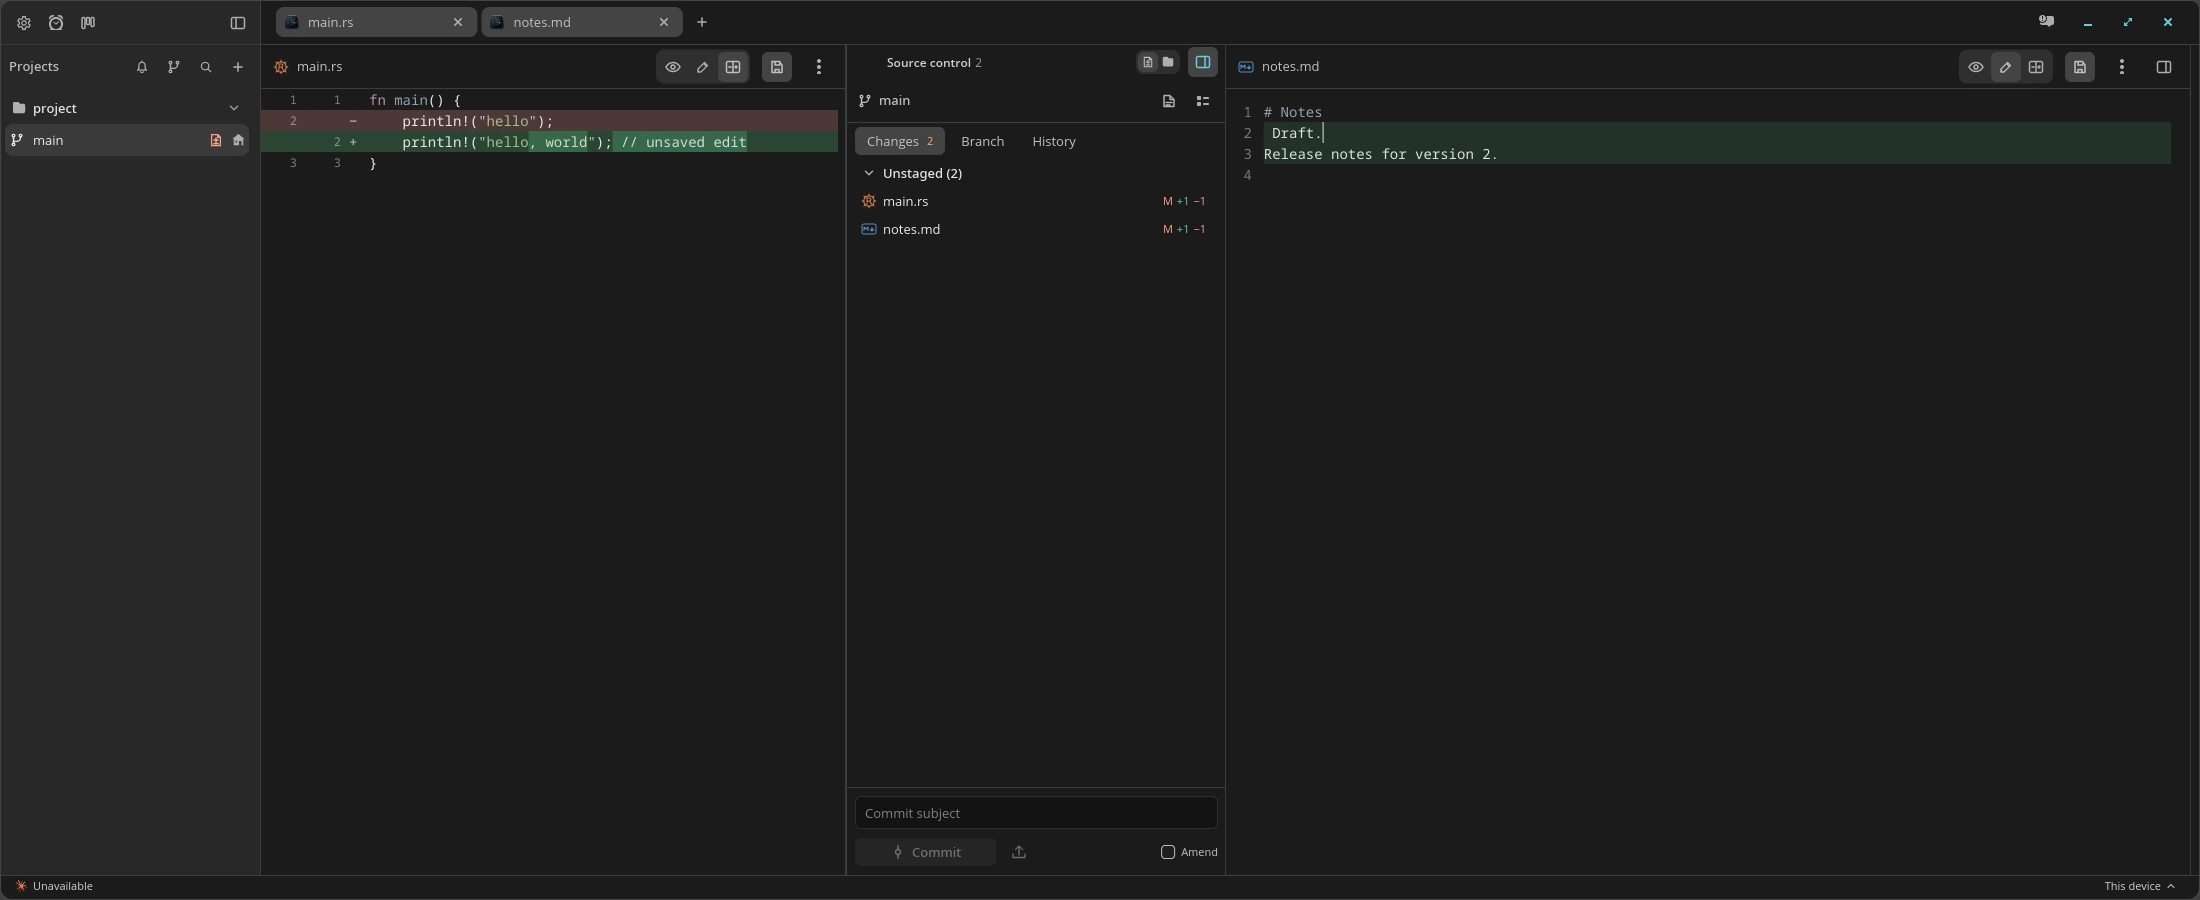 main.rs
notes.md
Projects
project
main
main.rs
1 1 fn main() {
2 − println!("hello");
2 + println!("hello, world"); // unsaved edit
3 3 }
Source control 2
main
Changes 2
Branch
History
Unstaged (2)
main.rs M +1 −1
notes.md M +1 −1
Commit subject
Commit
Amend
notes.md
1 # Notes
2 Draft.
3 Release notes for version 2.
4
Unavailable
This device